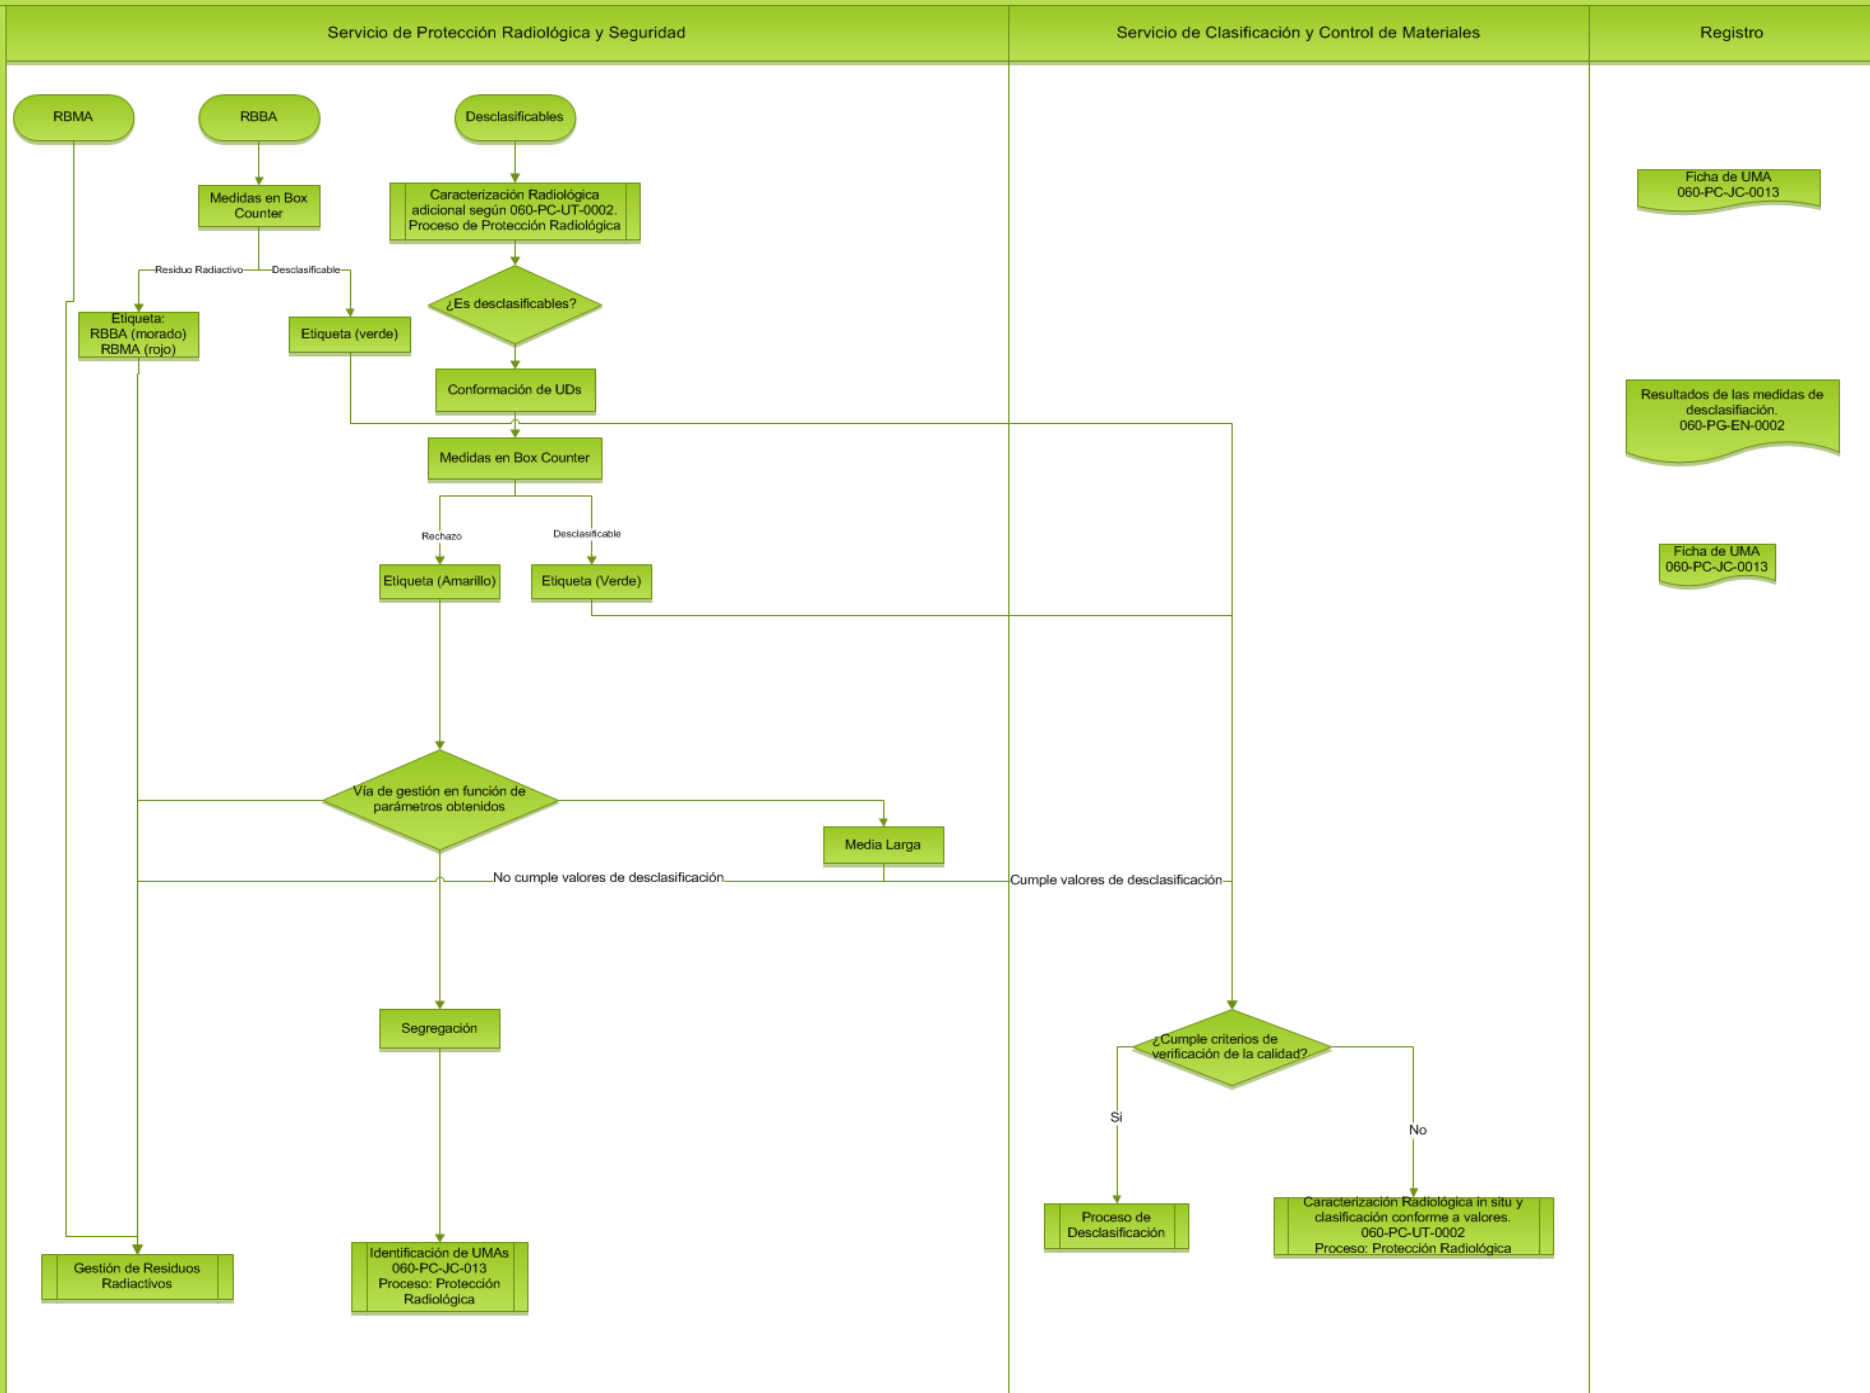 Servicio de Protección Radiológica y Seguridad
Servicio de Clasificación y Control de Materiales
Registro
RBMA
RBBA
Desclasificables
Medidas en Box
Counter
Caracterización Radiológica
adicional según 060-PC-UT-0002.
Proceso de Protección Radiológica
Ficha de UMA
060-PC-JC-0013
Residuo Radiactivo
Desclasificable
¿Es desclasificables?
Etiqueta:
RBBA (morado)
RBMA (rojo)
Etiqueta (verde)
Conformación de UDs
Resultados de las medidas de
desclasifiación.
060-PG-EN-0002
Medidas en Box Counter
Rechazo
Desclasificable
Etiqueta (Amarillo)
Etiqueta (Verde)
Ficha de UMA
060-PC-JC-0013
Vía de gestión en función de
parámetros obtenidos
Media Larga
No cumple valores de desclasificación
Cumple valores de desclasificación
Segregación
¿Cumple criterios de
verificación de la calidad?
Si
No
Proceso de
Desclasificación
Caracterización Radiológica in situ y
clasificación conforme a valores.
060-PC-UT-0002
Proceso: Protección Radiológica
Gestión de Residuos
Radiactivos
Identificación de UMAs
060-PC-JC-013
Proceso: Protección
Radiológica